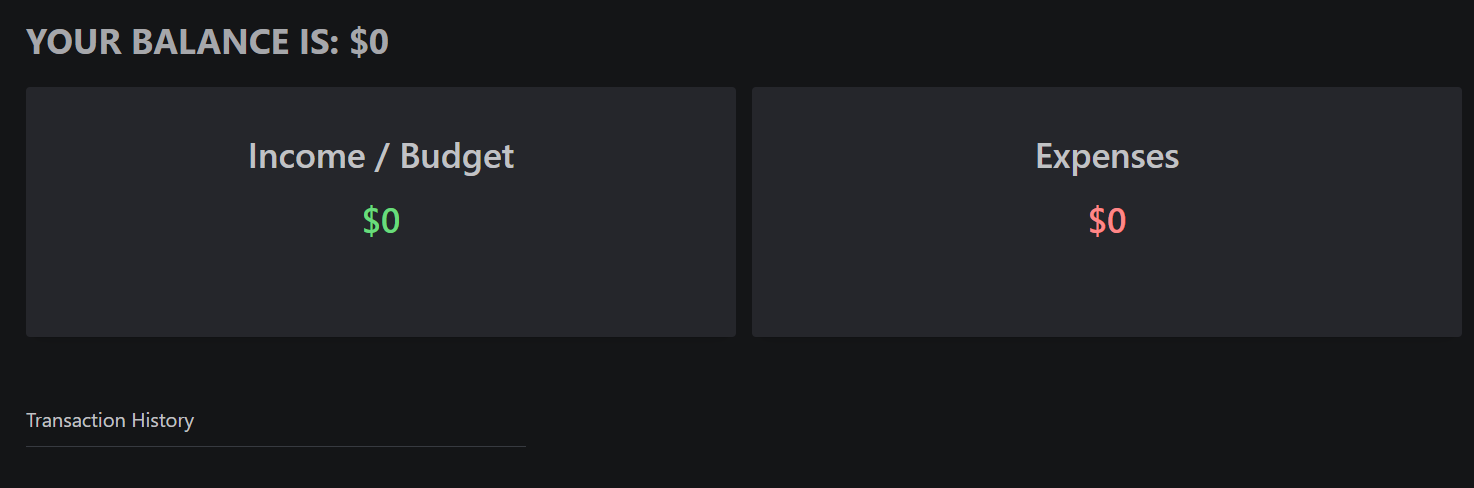 YOUR BALANCE IS: $0
Income / Budget
$0
Expenses
$0
Transaction History